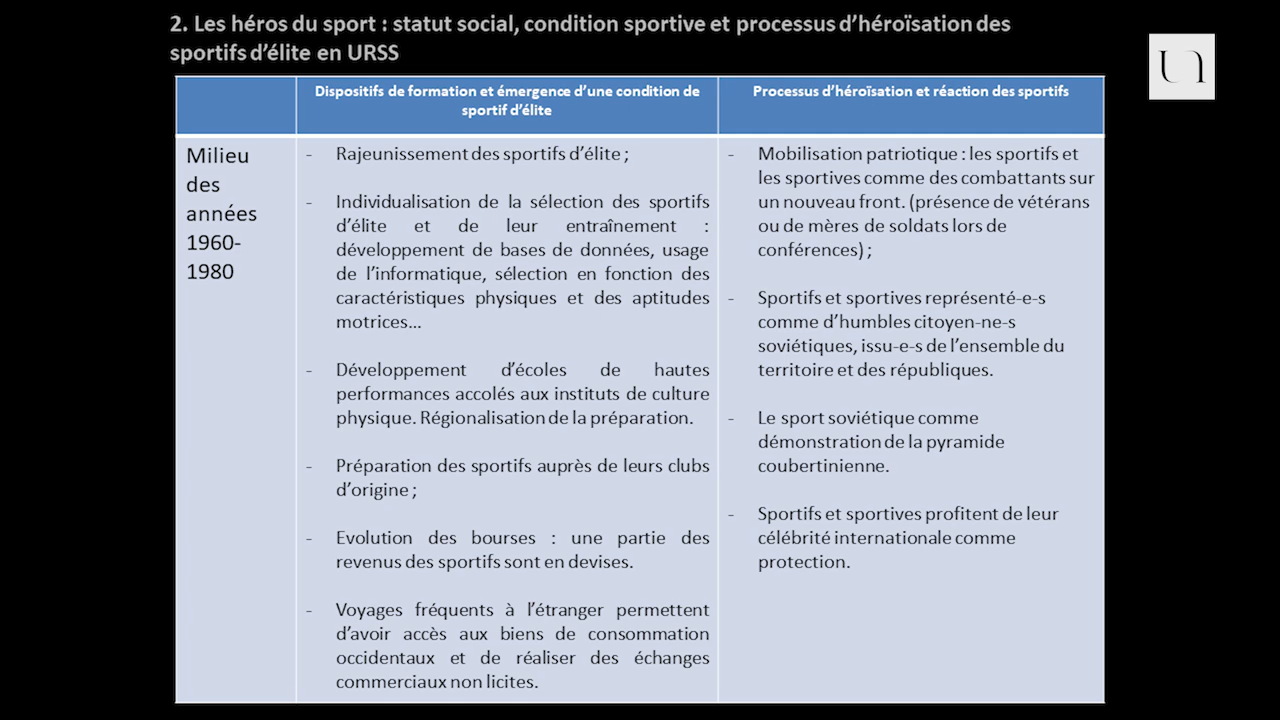 2. Les héros du sport : statut social, condition sportive et processus d’héroïsation des
sportifs d’élite en URSS
Dispositifs de formation et émergence d’une condition de
sportif d’élite
Processus d’héroïsation et réaction des sportifs
Milieu
des
années
1960-
1980
- Rajeunissement des sportifs d’élite ;
- Individualisation de la sélection des sportifs
d’élite et de leur entraînement :
développement de bases de données, usage
de l’informatique, sélection en fonction des
caractéristiques physiques et des aptitudes
motrices…
- Développement d’écoles de hautes
performances accolés aux instituts de culture
physique. Régionalisation de la préparation.
- Préparation des sportifs auprès de leurs clubs
d’origine ;
- Evolution des bourses : une partie des
revenus des sportifs sont en devises.
- Voyages fréquents à l’étranger permettent
d’avoir accès aux biens de consommation
occidentaux et de réaliser des échanges
commerciaux non licites.
- Mobilisation patriotique : les sportifs et
les sportives comme des combattants sur
un nouveau front. (présence de vétérans
ou de mères de soldats lors de
conférences) ;
- Sportifs et sportives représenté-e-s
comme d’humbles citoyen-ne-s
soviétiques, issu-e-s de l’ensemble du
territoire et des républiques.
- Le sport soviétique comme
démonstration de la pyramide
coubertinienne.
- Sportifs et sportives profitent de leur
célébrité internationale comme
protection.